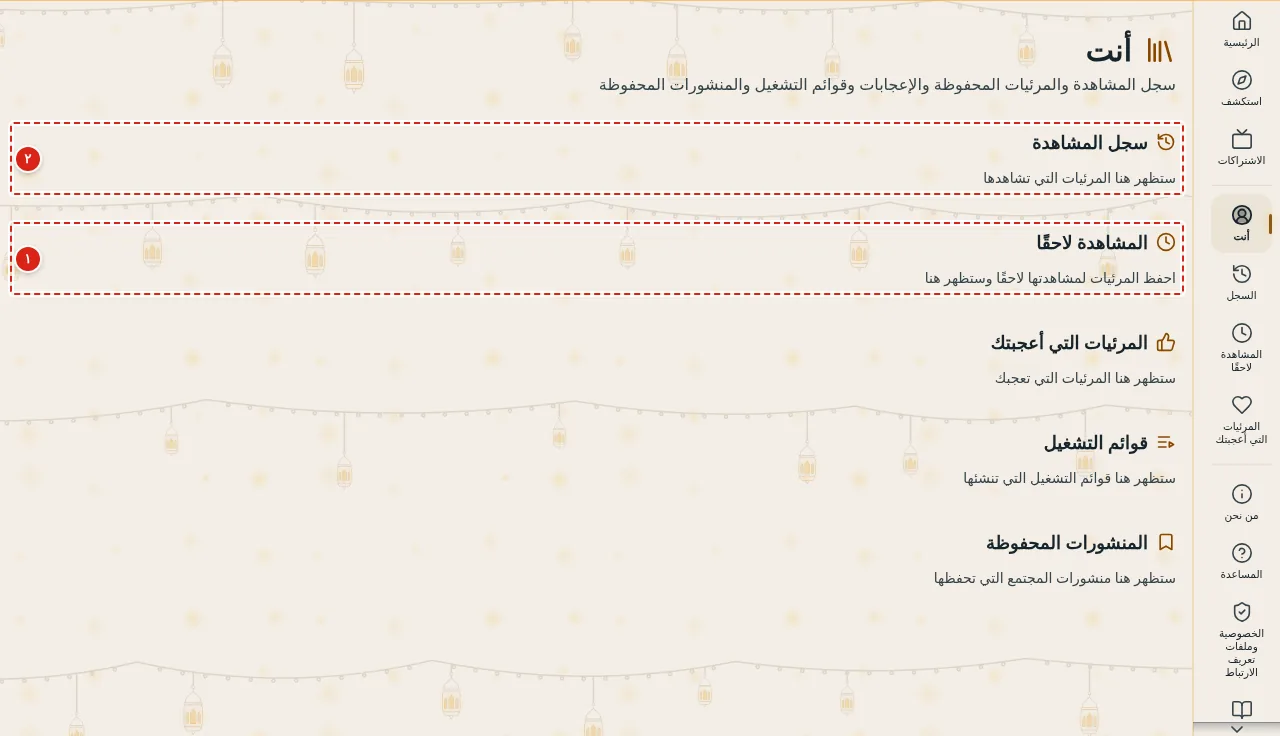 أنت
سجل المشاهدة والمرئيات المحفوظة والإعجابات وقوائم التشغيل والمنشورات المحفوظة
سجل المشاهدة
ستظهر هنا المرئيات التي تشاهدها
٢
المشاهدة لاحقًا
احفظ المرئيات لمشاهدتها لاحقًا وستظهر هنا
١
المرئيات التي أعجبتك
ستظهر هنا المرئيات التي تعجبك
قوائم التشغيل
ستظهر هنا قوائم التشغيل التي تنشئها
المنشورات المحفوظة
ستظهر هنا منشورات المجتمع التي تحفظها
الرئيسية
استكشف
الاشتراكات
أنت
السجل
المشاهدة
لاحقًا
المرئيات
التي أعجبتك
من نحن
المساعدة
الخصوصية
وملفات
تعريف
الارتباط